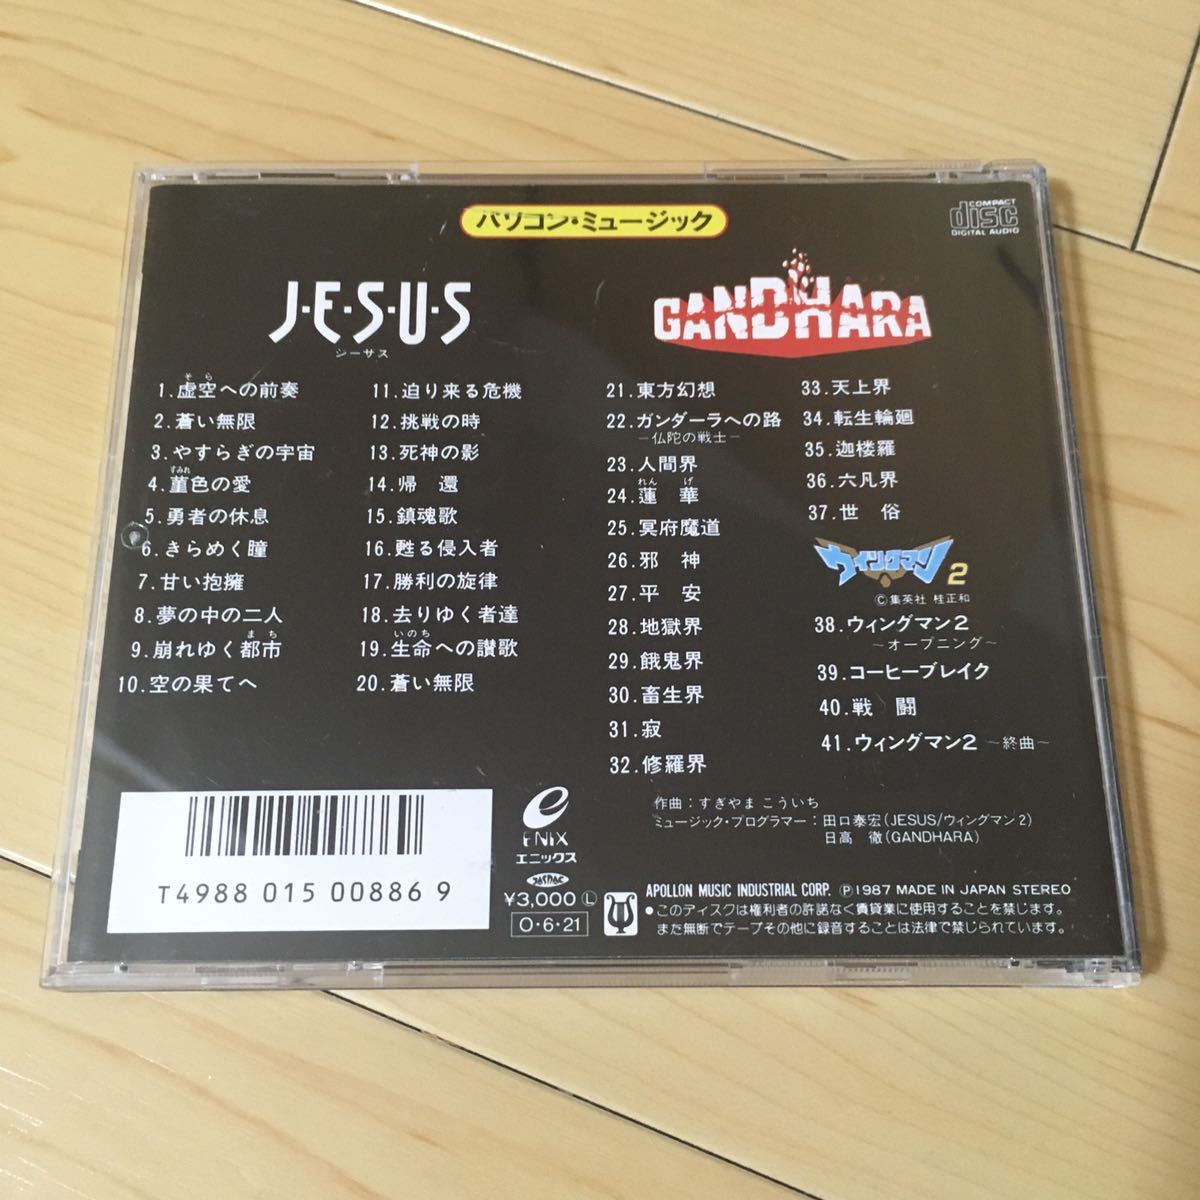 パソコン・ミュージック
COMPACT
disc
DIGITAL AUDIO
J・E・S・U・S
ジーザス
1.虚空への前奏
そら
2.蒼い無限
3.やすらぎの宇宙
4.菫色の愛
すみれ
5.勇者の休息
6.きらめく瞳
7.甘い抱擁
8.夢の中の二人
9.崩れゆく都市
まち
10.空の果てへ
11.迫り来る危機
12.挑戦の時
13.死神の影
14.帰 還
15.鎮魂歌
16.甦る侵入者
17.勝利の旋律
18.去りゆく者達
19.生命への讃歌
いのち
20.蒼い無限
GANDHARA
21.東方幻想
22.ガンダーラへの路
－仏陀の戦士－
23.人間界
24.蓮 華
れん げ
25.冥府魔道
26.邪 神
27.平 安
28.地獄界
29.餓鬼界
30.畜生界
31.寂
32.修羅界
33.天上界
34.転生輪廻
35.迦楼羅
36.六凡界
37.世 俗
ウイングマン2
©集英社 桂正和
38.ウィングマン2
～オープニング～
39.コーヒーブレイク
40.戦 闘
41.ウィングマン2 ～終曲～
作曲：すぎやま こういち
ミュージック・プログラマー：田口泰宏(JESUS/ウィングマン2)
日高 徹(GANDHARA)
T4988 015 00886 9
ENIX
エニックス
JASRAC
¥3,000 Ⓛ
O・6・21
APOLLON MUSIC INDUSTRIAL CORP. Ⓟ1987 MADE IN JAPAN STEREO
●このディスクは権利者の許諾なく賃貸業に使用することを禁じます。
また無断でテープその他に録音することは法律で禁じられています。